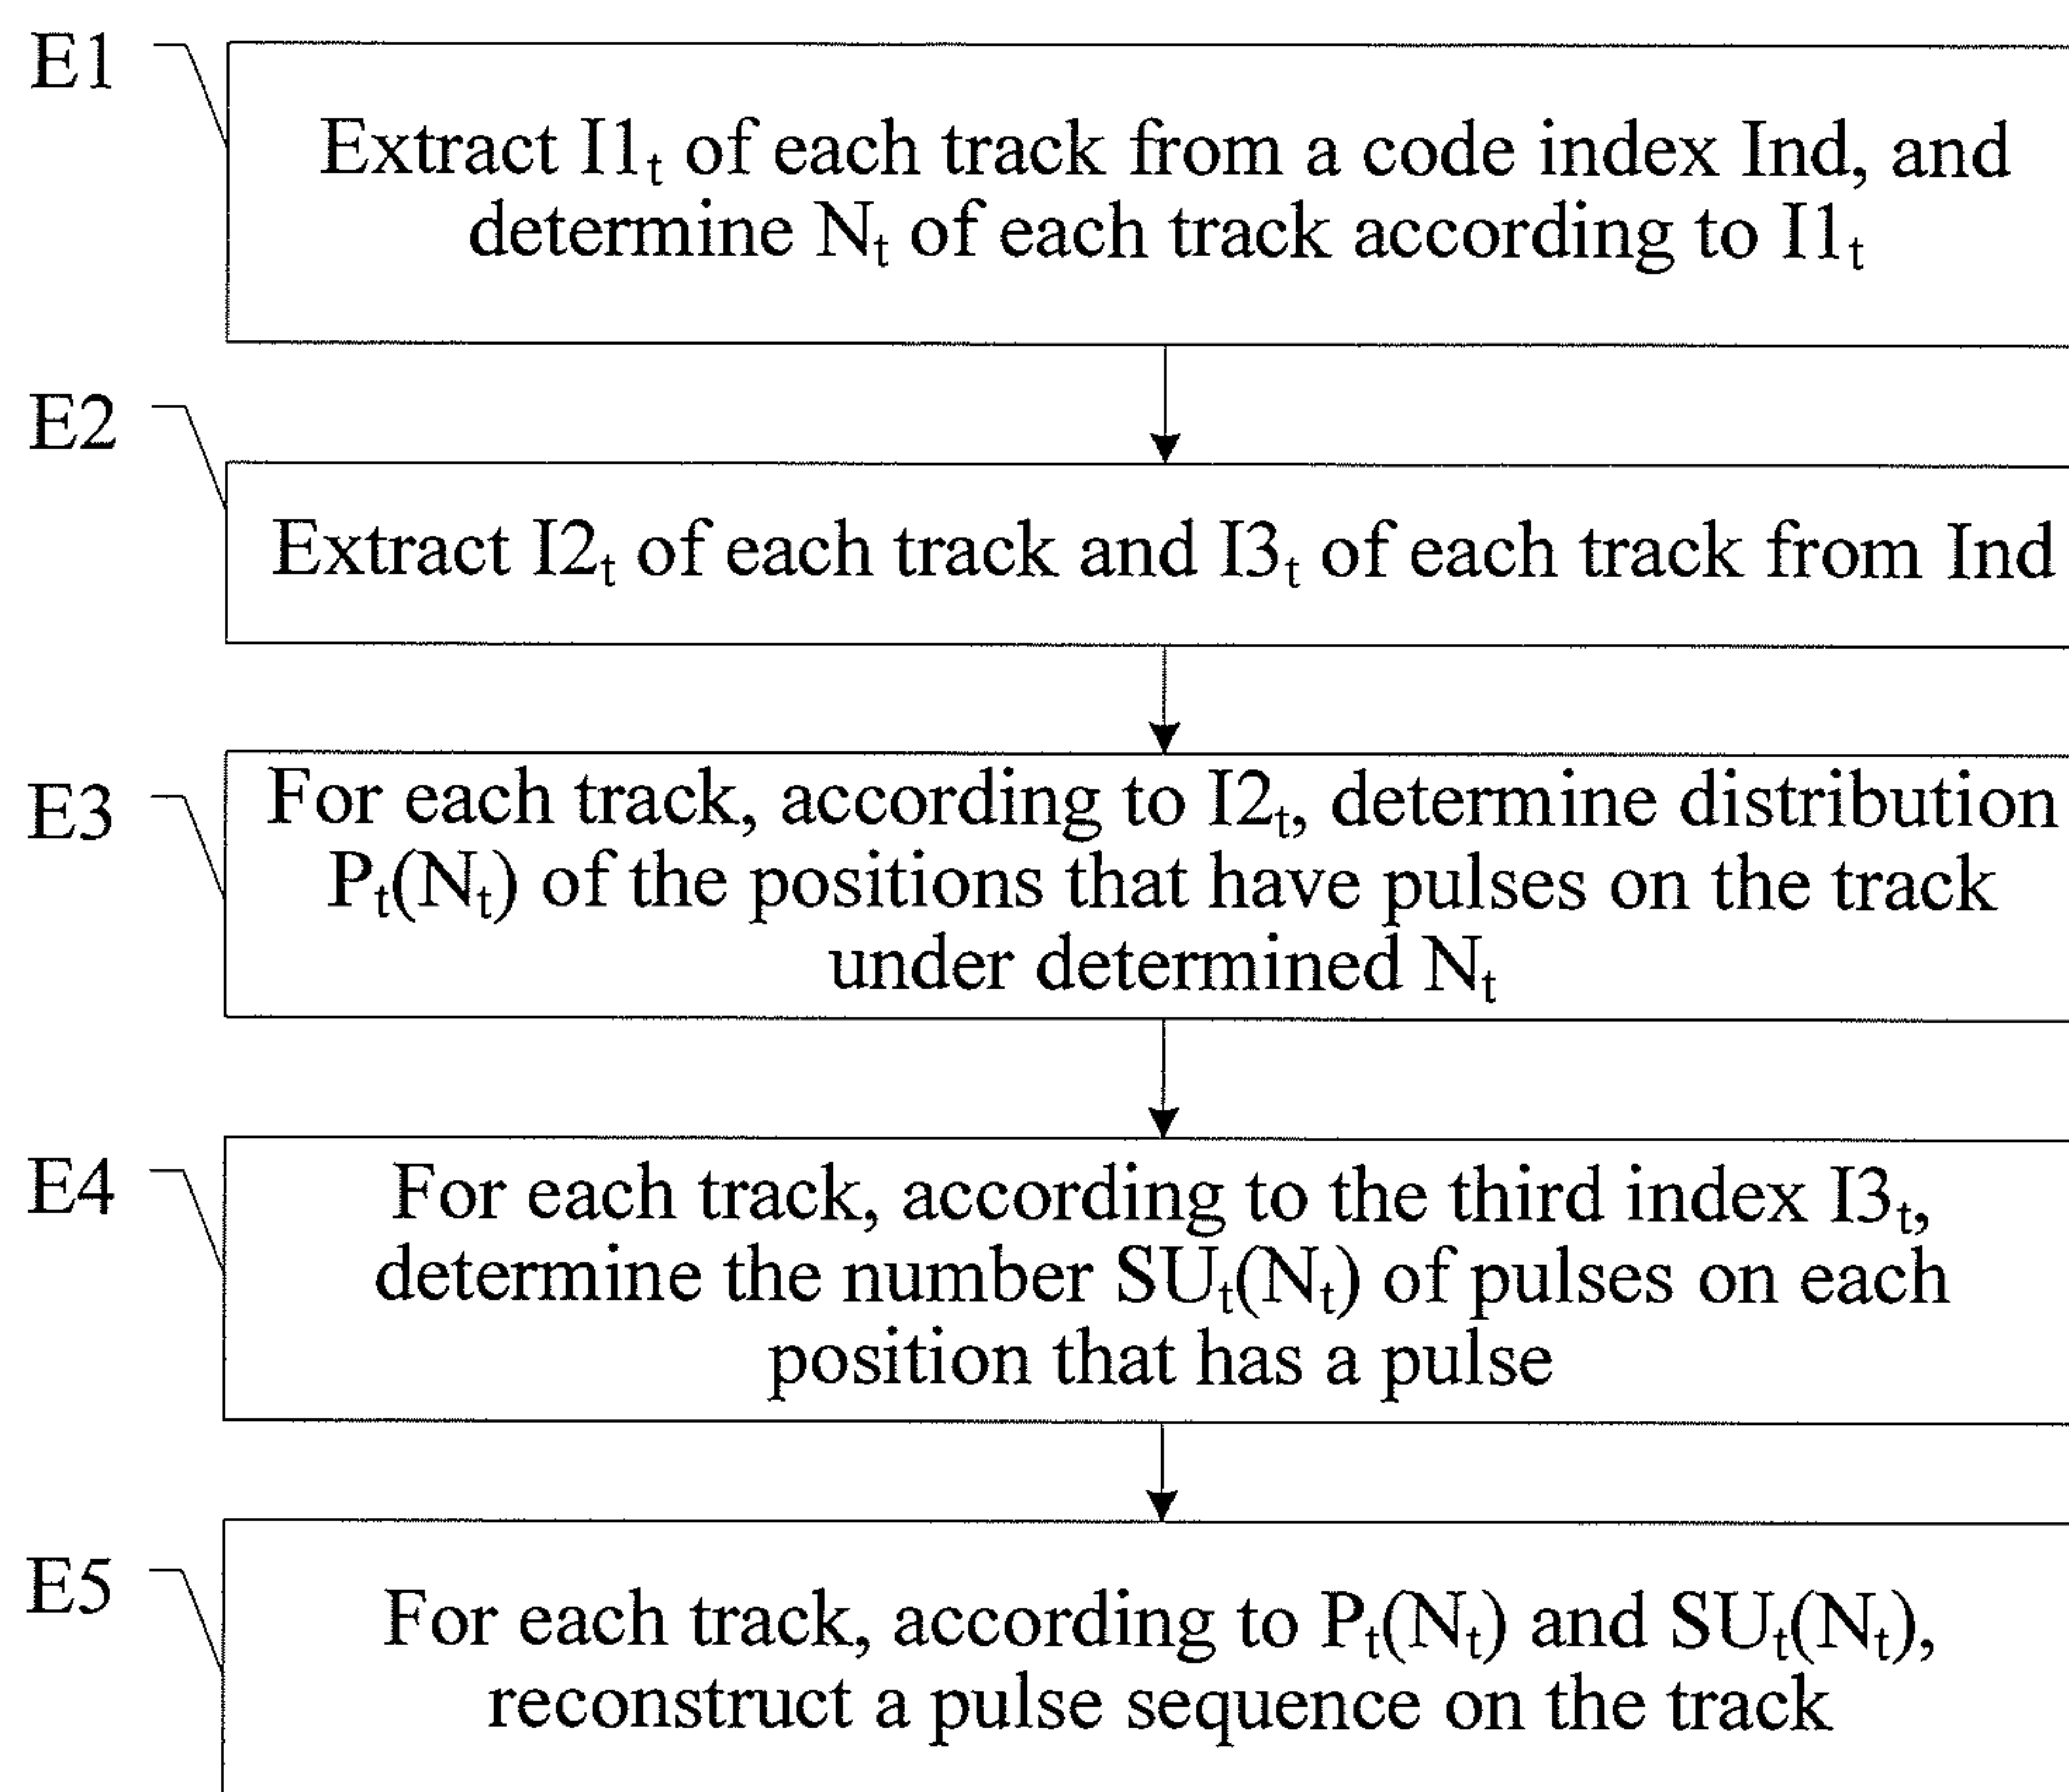 E1
Extract I1t of each track from a code index Ind, and
determine Nt of each track according to I1t
E2
Extract I2t of each track and I3t of each track from Ind
E3
For each track, according to I2t, determine distribution
Pt(Nt) of the positions that have pulses on the track
under determined Nt
E4
For each track, according to the third index I3t,
determine the number SUt(Nt) of pulses on each
position that has a pulse
E5
For each track, according to Pt(Nt) and SUt(Nt),
reconstruct a pulse sequence on the track